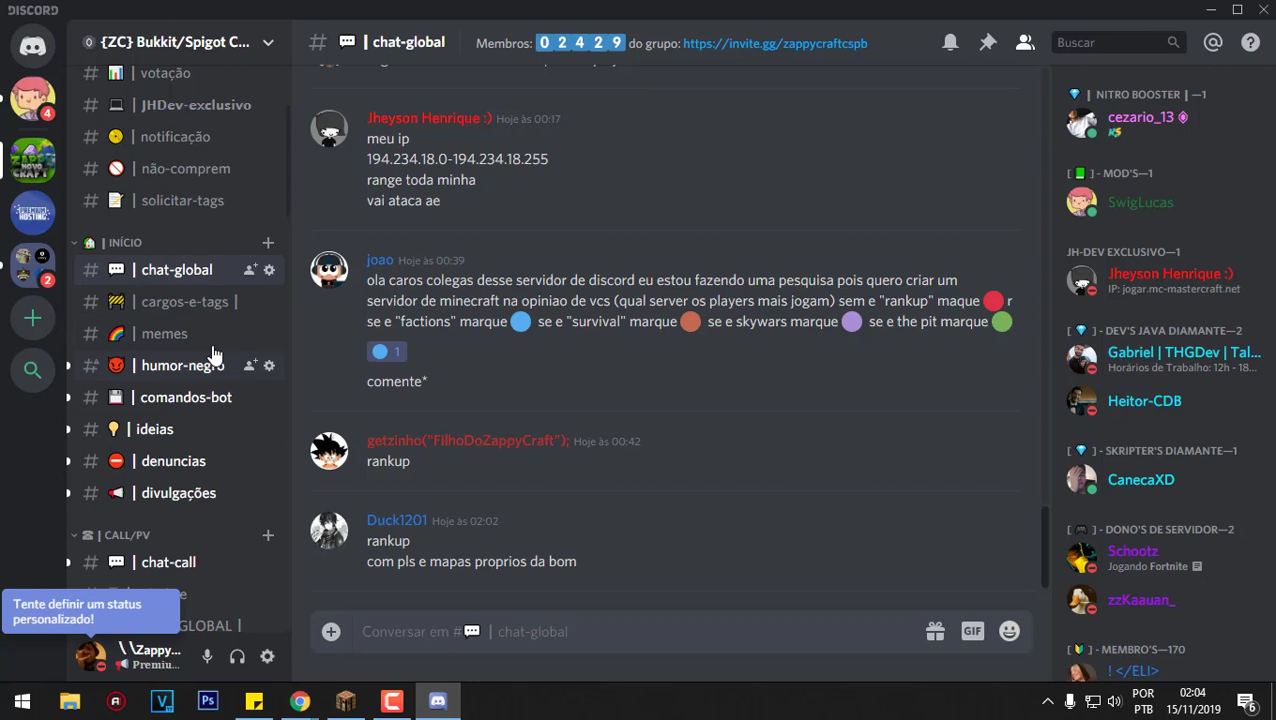 DISCORD
{ZC} Bukkit/Spigot C...
# | chat-global
Membros: 02429 do grupo: https://invite.gg/zappycraftcspb
Buscar
| votação
| JHDev-exclusivo
| notificação
| não-comprem
| solicitar-tags
| INÍCIO
| chat-global
| cargos-e-tags |
| memes
| humor-negro
| comandos-bot
| ideias
| denuncias
| divulgações
| CALL/PV
| chat-call
GLOBAL |
Tente definir um status
personalizado!
\\Zappy...
Premiu...
4
2
Jheyson Henrique :) Hoje às 00:17
meu ip
194.234.18.0-194.234.18.255
range toda minha
vai ataca ae
joao Hoje às 00:39
ola caros colegas desse servidor de discord eu estou fazendo uma pesquisa pois quero criar um
servidor de minecraft na opiniao de vcs (qual server os players mais jogam) sem e "rankup" maque r
se e "factions" marque se e "survival" marque se e skywars marque se e the pit marque
1
comente*
getzinho("FilhoDoZappyCraft"); Hoje às 00:42
rankup
Duck1201 Hoje às 02:02
rankup
com pls e mapas proprios da bom
Conversar em # | chat-global
GIF
| NITRO BOOSTER | —1
cezario_13
[ ] - MOD'S—1
SwigLucas
JH-DEV EXCLUSIVO—1
Jheyson Henrique :)
IP: jogar.mc-mastercraft.net
[ ] - DEV'S JAVA DIAMANTE—2
Gabriel | THGDev | Tal...
Horários de Trabalho: 12h - 18...
Heitor-CDB
[ ] - SKRIPTER'S DIAMANTE—1
CanecaXD
[ ] - DONO'S DE SERVIDOR—2
Schootz
Jogando Fortnite
zzKaauan_
[ ] - MEMBRO'S—170
! </ELI>
POR
PTB
02:04
15/11/2019
6